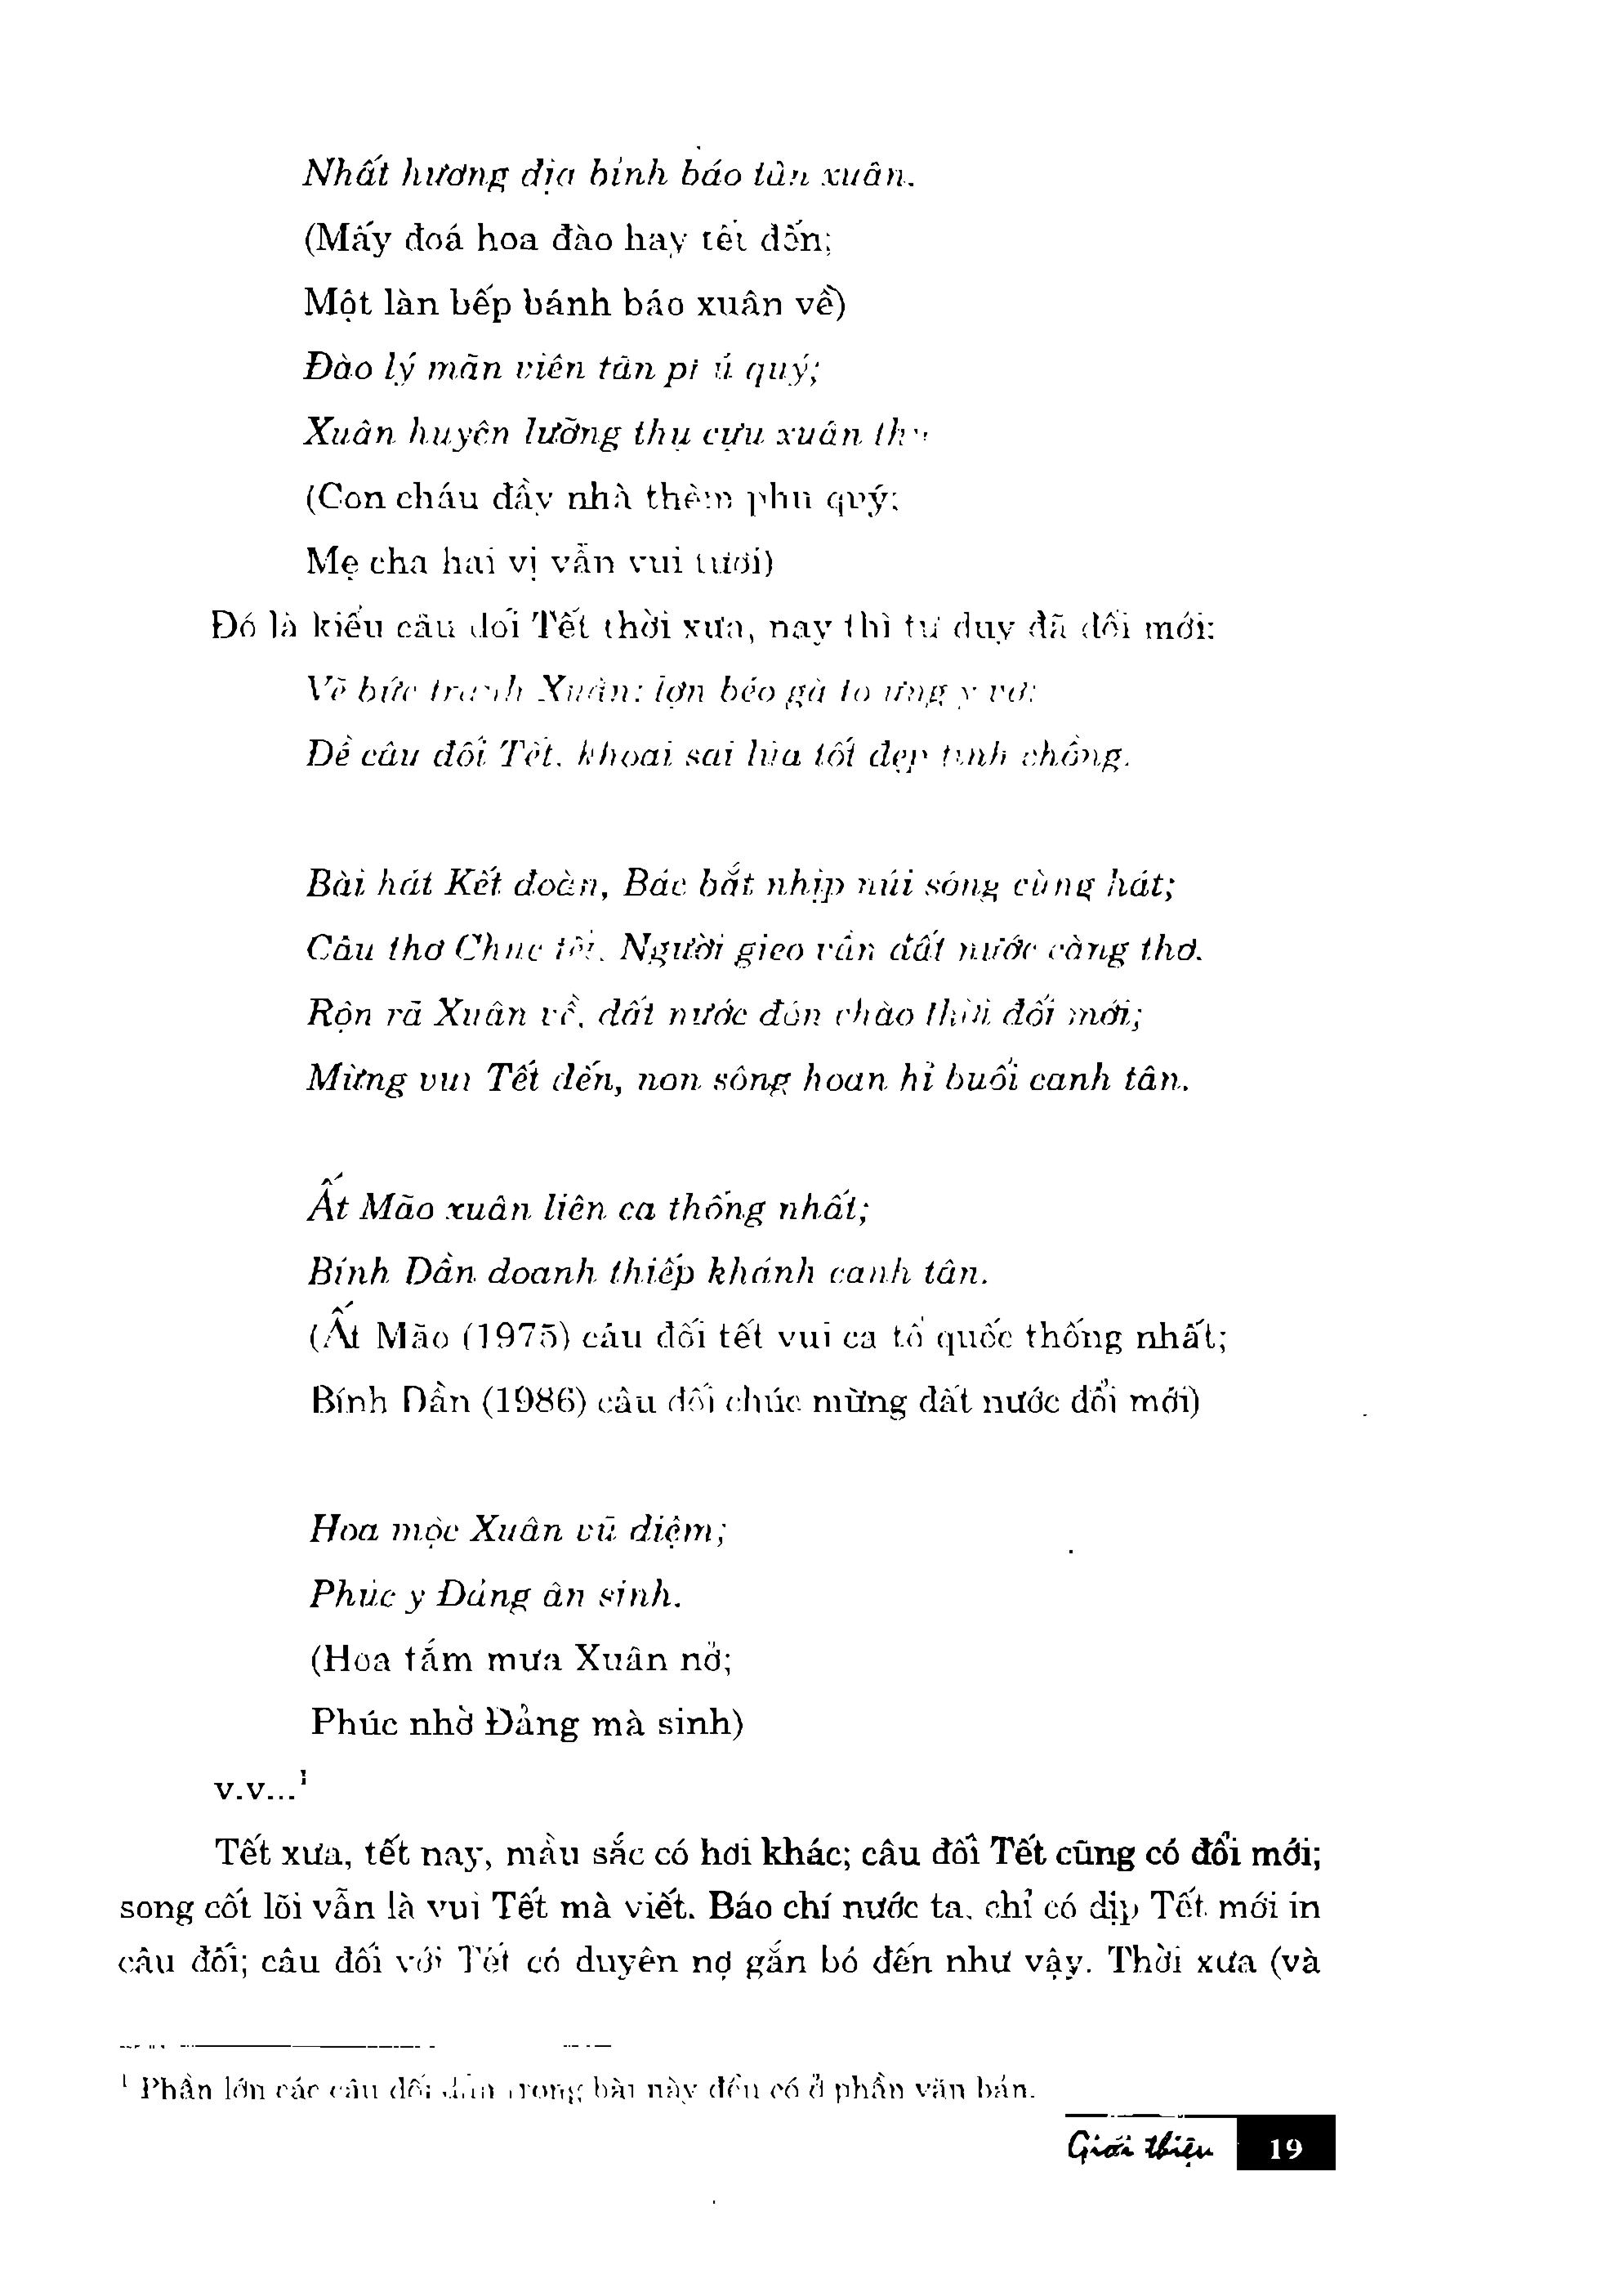 Nhất hương địa bỉnh báo tân xuân.
(Mấy đoá hoa đào hay tết đến;
Một làn bếp bánh báo xuân về)
Đào lý mãn viên tân phú quý;
Xuân huyên lưỡng thụ cựu xuân thu
(Con cháu đầy nhà thêm phu quý;
Mẹ cha hai vị vẫn vui tươi)
Đó là kiểu câu đối Tết thời xưa, nay thì tư duy đã đổi mới:
Vẽ bức tranh Xuân: lợn béo gà to ưng ý vợ;
Đề câu đối Tết, khoai sai lúa tốt đẹp tình chồng.
Bài hát Kết đoàn, Bác bắt nhịp núi sông cùng hát;
Câu thơ Chúc tết, Người gieo vần đất nước càng thơ.
Rộn rã Xuân về, đất nước đón chào thời đổi mới;
Mừng vui Tết đến, non sông hoan hỉ buổi canh tân.
Ất Mão xuân liên ca thống nhất;
Bính Dần doanh thiếp khánh canh tân.
(Ất Mão (1975) câu đối tết vui ca tổ quốc thống nhất;
Bính Dần (1986) câu đối chúc mừng đất nước đổi mới)
Hoa mộc Xuân vũ diệm;
Phúc y Đảng ân sinh.
(Hoa tắm mưa Xuân nở;
Phúc nhờ Đảng mà sinh)
v.v...¹
Tết xưa, tết nay, mầu sắc có hơi khác; câu đối Tết cũng có đổi mới;
song cốt lõi vẫn là vui Tết mà viết. Báo chí nước ta, chỉ có dịp Tết mới in
câu đối; câu đối với Tết có duyên nợ gắn bó đến như vậy. Thời xưa (và
¹ Phần lớn các câu đối dẫn trong bài này đều có ở phần văn bản.
Giới thiệu 19